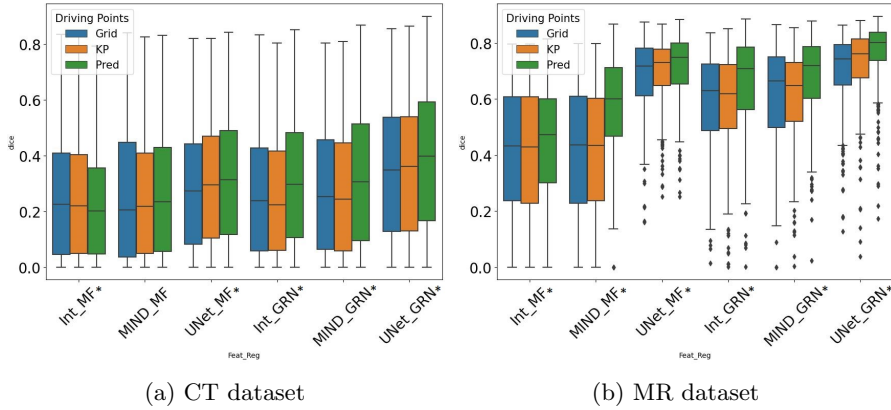 Driving Points
Grid
KP
Pred
0.8
0.6
0.4
0.2
0.0
dice
Int_MF*
MIND_MF
UNet_MF*
Int_GRN*
MIND_GRN*
UNet_GRN*
Feat_Reg
(a) CT dataset
Driving Points
Grid
KP
Pred
0.8
0.6
0.4
0.2
0.0
dice
Int_MF*
MIND_MF*
UNet_MF*
Int_GRN*
MIND_GRN*
UNet_GRN*
Feat_Reg
(b) MR dataset